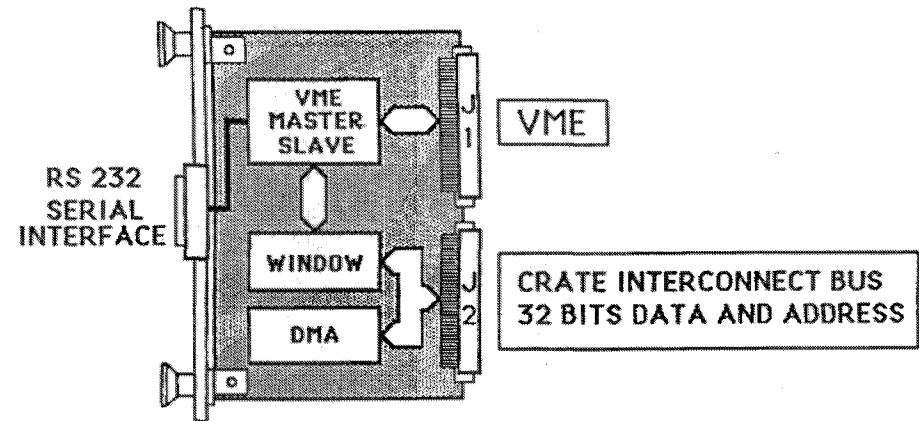 RS 232
SERIAL
INTERFACE
VME
MASTER
SLAVE
WINDOW
DMA
J
1
J
2
VME
CRATE INTERCONNECT BUS
32 BITS DATA AND ADDRESS